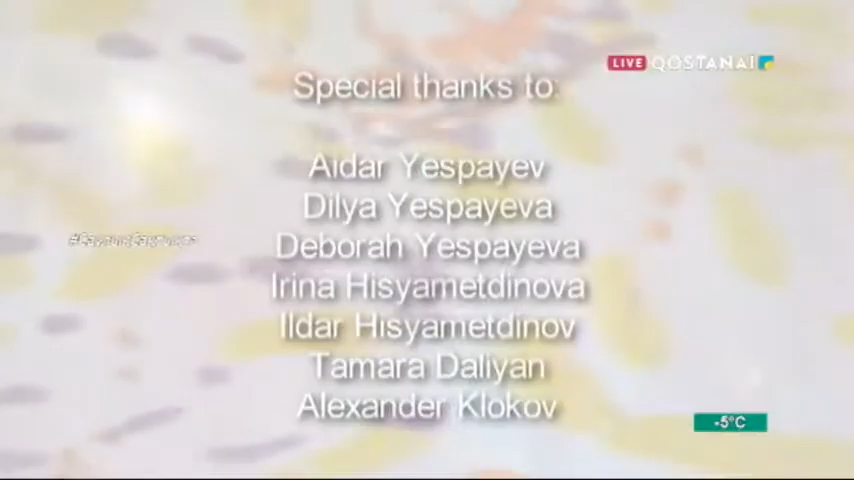 LIVE QOSTANAI
Special thanks to:
Aidar Yespayev
Dilya Yespayeva
Deborah Yespayeva
Irina Hisyametdinova
Ildar Hisyametdinov
Tamara Daliyan
Alexander Klokov
-5°C